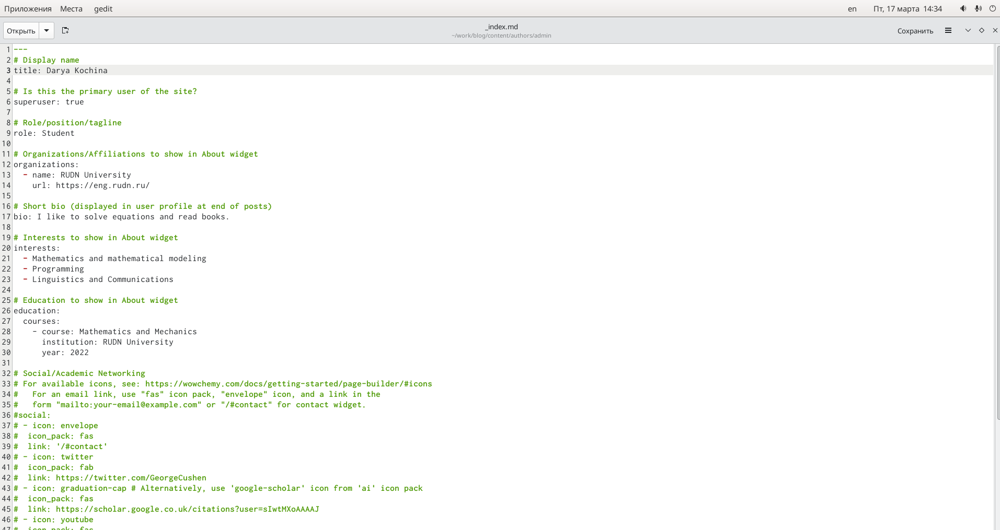 Приложения Места gedit en Пт, 17 марта 14:34
Открыть _index.md Сохранить
~/work/blog/content/authors/admin
1 ---
2 # Display name
3 title: Darya Kochina
4
5 # Is this the primary user of the site?
6 superuser: true
7
8 # Role/position/tagline
9 role: Student
10
11 # Organizations/Affiliations to show in About widget
12 organizations:
13   - name: RUDN University
14     url: https://eng.rudn.ru/
15
16 # Short bio (displayed in user profile at end of posts)
17 bio: I like to solve equations and read books.
18
19 # Interests to show in About widget
20 interests:
21   - Mathematics and mathematical modeling
22   - Programming
23   - Linguistics and Communications
24
25 # Education to show in About widget
26 education:
27   courses:
28     - course: Mathematics and Mechanics
29       institution: RUDN University
30       year: 2022
31
32 # Social/Academic Networking
33 # For available icons, see: https://wowchemy.com/docs/getting-started/page-builder/#icons
34 #   For an email link, use "fas" icon pack, "envelope" icon, and a link in the
35 #   form "mailto:your-email@example.com" or "/#contact" for contact widget.
36 #social:
37 # - icon: envelope
38 #  icon_pack: fas
39 #  link: '/#contact'
40 # - icon: twitter
41 #  icon_pack: fab
42 #  link: https://twitter.com/GeorgeCushen
43 # - icon: graduation-cap # Alternatively, use 'google-scholar' icon from 'ai' icon pack
44 #  icon_pack: fas
45 #  link: https://scholar.google.co.uk/citations?user=sIwtMXoAAAAJ
46 # - icon: youtube
47 #  icon_pack: fas